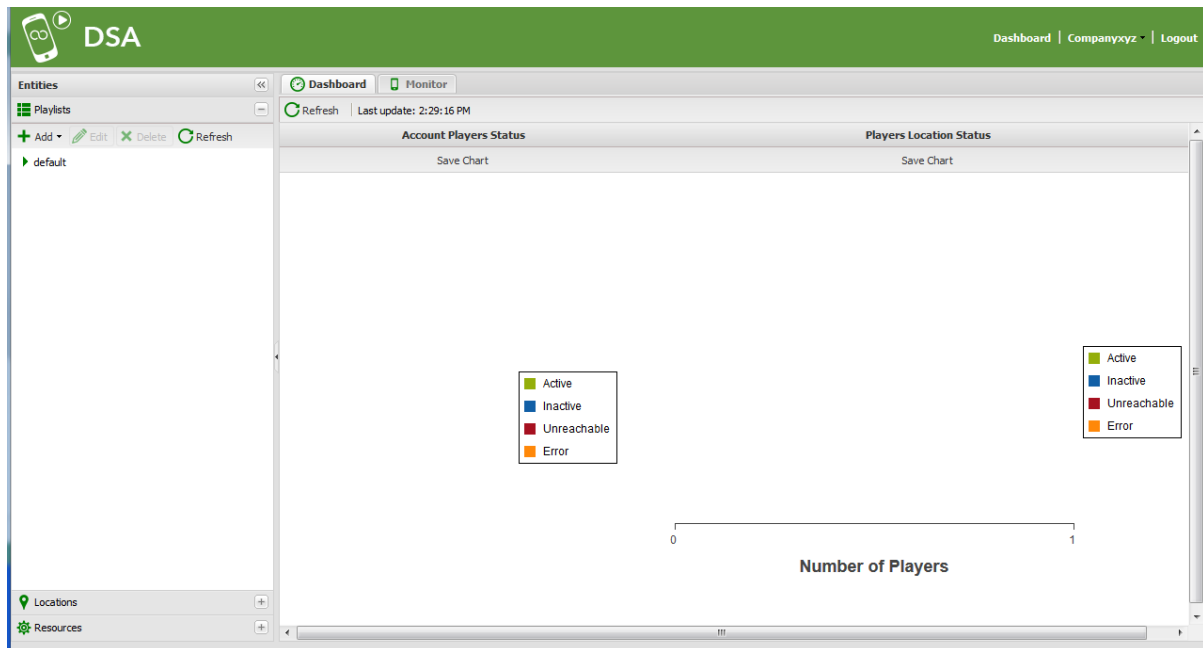 DSA
Dashboard | Companyxyz | Logout
Entities
Dashboard Monitor
Playlists
Refresh Last update: 2:29:16 PM
Add Edit Delete Refresh
Account Players Status Players Location Status
default
Save Chart Save Chart
Active
Inactive
Unreachable
Error
Active
Inactive
Unreachable
Error
0 1
Number of Players
Locations
Resources